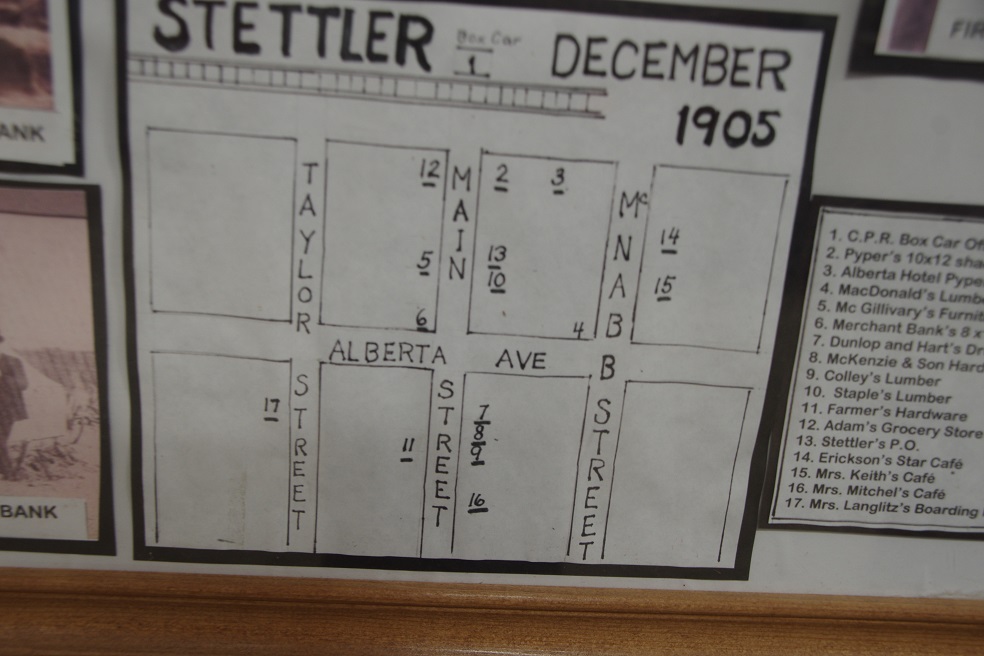 STETTLER Box Car DECEMBER
1
1905
TAYLOR STREET
MAIN STREET
McNABB STREET
ALBERTA AVE
12 2 3
14
5 13 15
10
6 4
17 7
11 8
9
16
1. C.P.R. Box Car
2. Pyper's 10x12
3. Alberta Hotel
4. MacDonald's
5. Mc Gillivary's
6. Merchant Bank's 8
7. Dunlop and Hart's
8. McKenzie & Son
9. Colley's Lumber
10. Staple's Lumber
11. Farmer's Hardware
12. Adam's Grocery Store
13. Stettler's P.O.
14. Erickson's Star Café
15. Mrs. Keith's Café
16. Mrs. Mitchel's Café
17. Mrs. Langlitz's Boarding
BANK